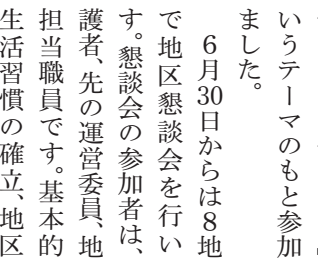 いうテーマのもと参加
ました。
６月30日からは８地
で地区懇談会を行い
す。懇談会の参加者は、
護者、先の運営委員、地
担当職員です。基本的
生活習慣の確立、地区